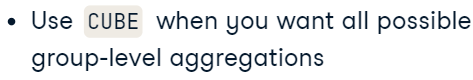 • Use CUBE when you want all possible
group-level aggregations